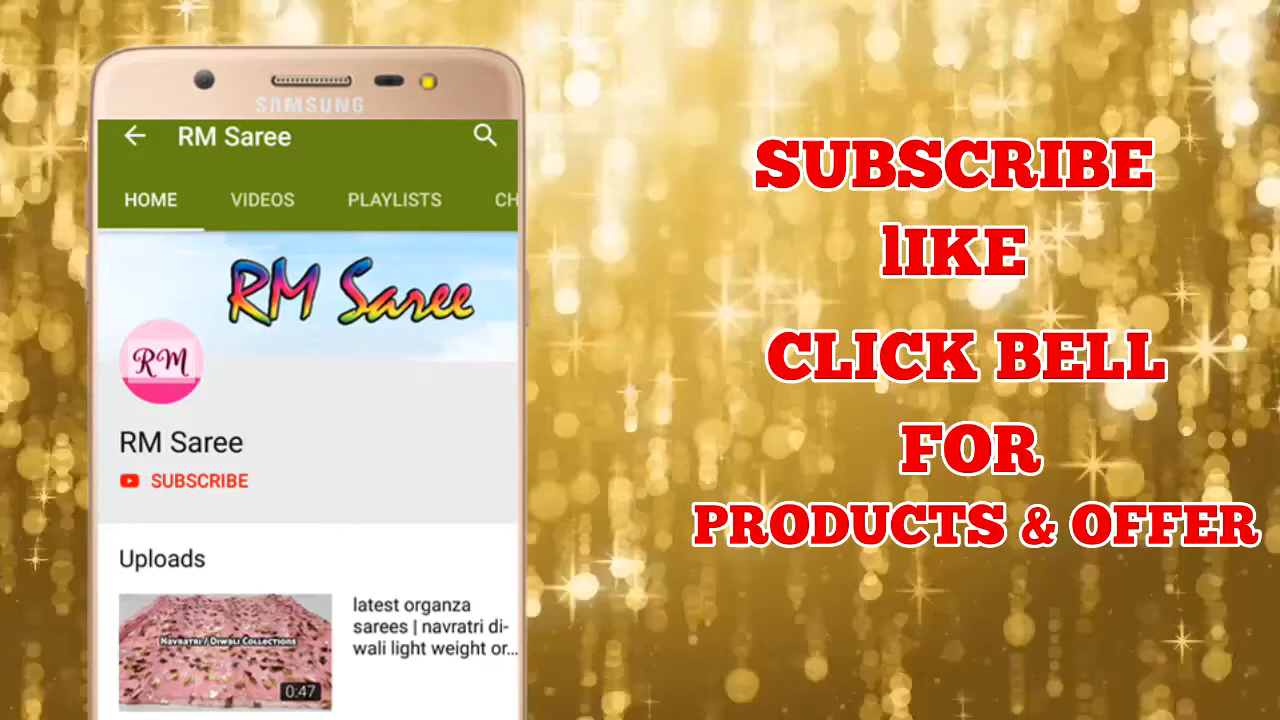 SAMSUNG
RM Saree
HOME VIDEOS PLAYLISTS CH
RM Saree
RM
RM Saree
SUBSCRIBE
Uploads
NAVRATRI / DIWALI COLLECTIONS
0:47
latest organza
sarees | navratri di-
wali light weight or...
SUBSCRIBE
lIKE
CLICK BELL
FOR
PRODUCTS & OFFER